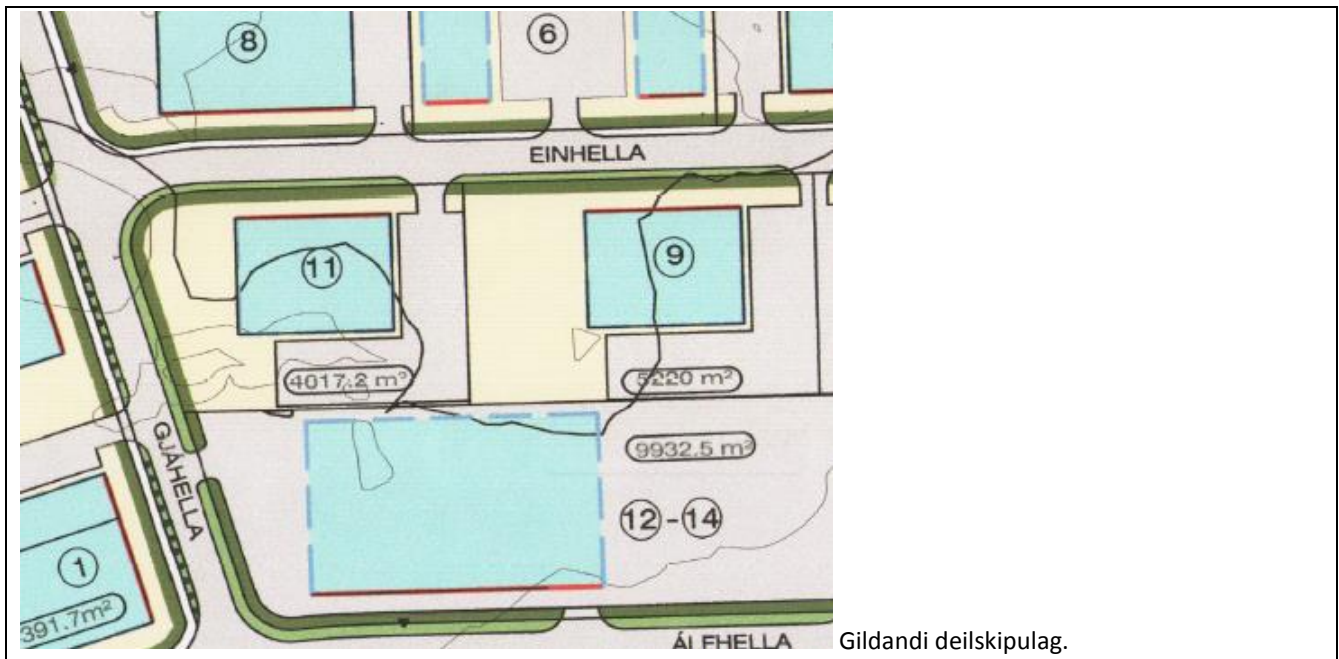 8
6
EINHELLA
11
9
4017.2 m²
5220 m²
9932.5 m²
12-14
GJÁHELLA
1
391.7m²
ÁLFHELLA
Gildandi deilskipulag.